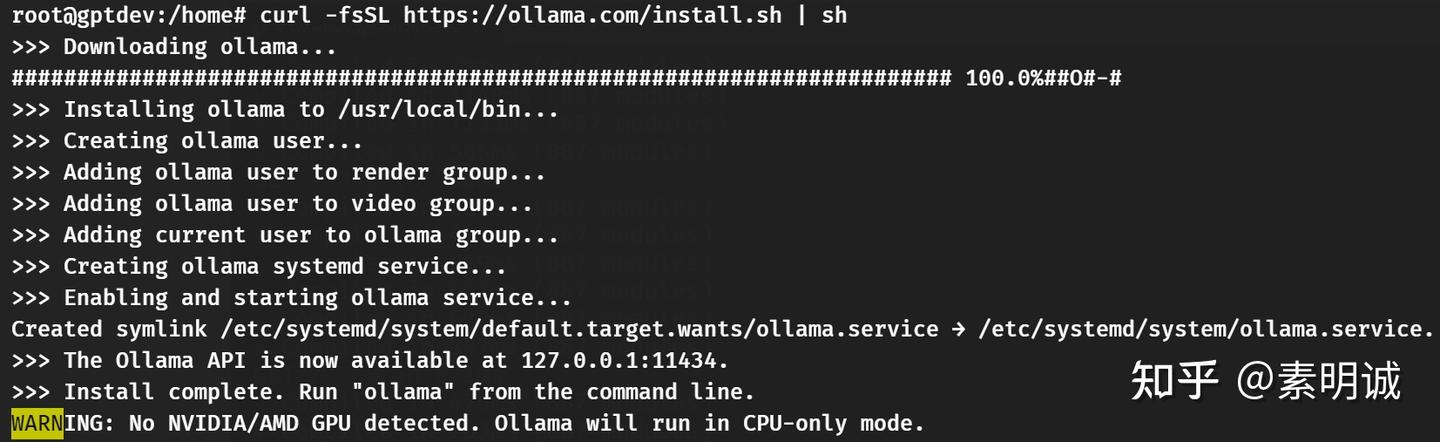 root@gptdev:/home# curl -fsSL https://ollama.com/install.sh | sh
>>> Downloading ollama...
######################################################################## 100.0%##O#-#
>>> Installing ollama to /usr/local/bin...
>>> Creating ollama user...
>>> Adding ollama user to render group...
>>> Adding ollama user to video group...
>>> Adding current user to ollama group...
>>> Creating ollama systemd service...
>>> Enabling and starting ollama service...
Created symlink /etc/systemd/system/default.target.wants/ollama.service → /etc/systemd/system/ollama.service.
>>> The Ollama API is now available at 127.0.0.1:11434.
>>> Install complete. Run "ollama" from the command line.
WARNING: No NVIDIA/AMD GPU detected. Ollama will run in CPU-only mode.
知乎 @素明诚